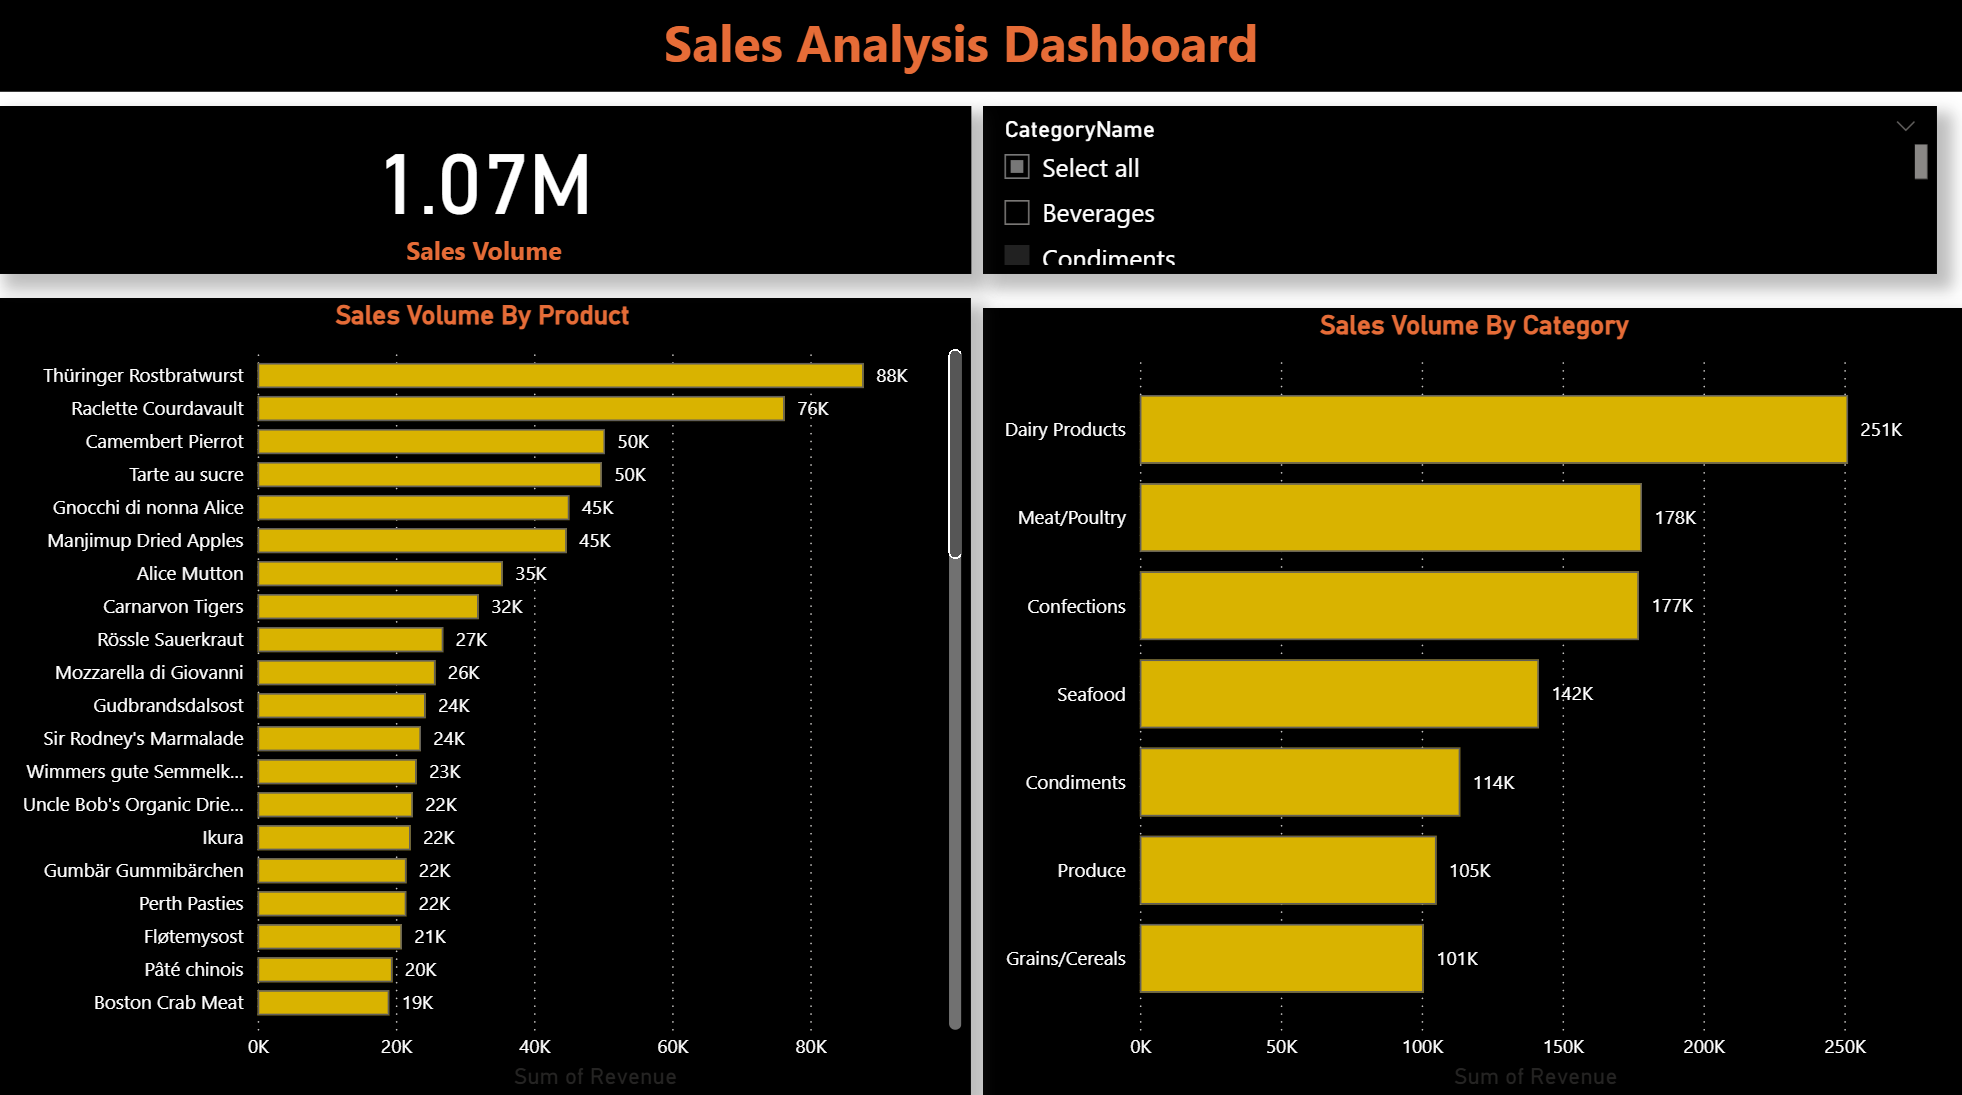 Sales Analysis Dashboard
1.07M
Sales Volume
CategoryName
Select all
Beverages
Condiments
Sales Volume By Product
Thüringer Rostbratwurst 88K
Raclette Courdavault 76K
Camembert Pierrot 50K
Tarte au sucre 50K
Gnocchi di nonna Alice 45K
Manjimup Dried Apples 45K
Alice Mutton 35K
Carnarvon Tigers 32K
Rössle Sauerkraut 27K
Mozzarella di Giovanni 26K
Gudbrandsdalsost 24K
Sir Rodney's Marmalade 24K
Wimmers gute Semmelk... 23K
Uncle Bob's Organic Drie... 22K
Ikura 22K
Gumbär Gummibärchen 22K
Perth Pasties 22K
Fløtemysost 21K
Pâté chinois 20K
Boston Crab Meat 19K
0K 20K 40K 60K 80K
Sum of Revenue
Sales Volume By Category
Dairy Products 251K
Meat/Poultry 178K
Confections 177K
Seafood 142K
Condiments 114K
Produce 105K
Grains/Cereals 101K
0K 50K 100K 150K 200K 250K
Sum of Revenue